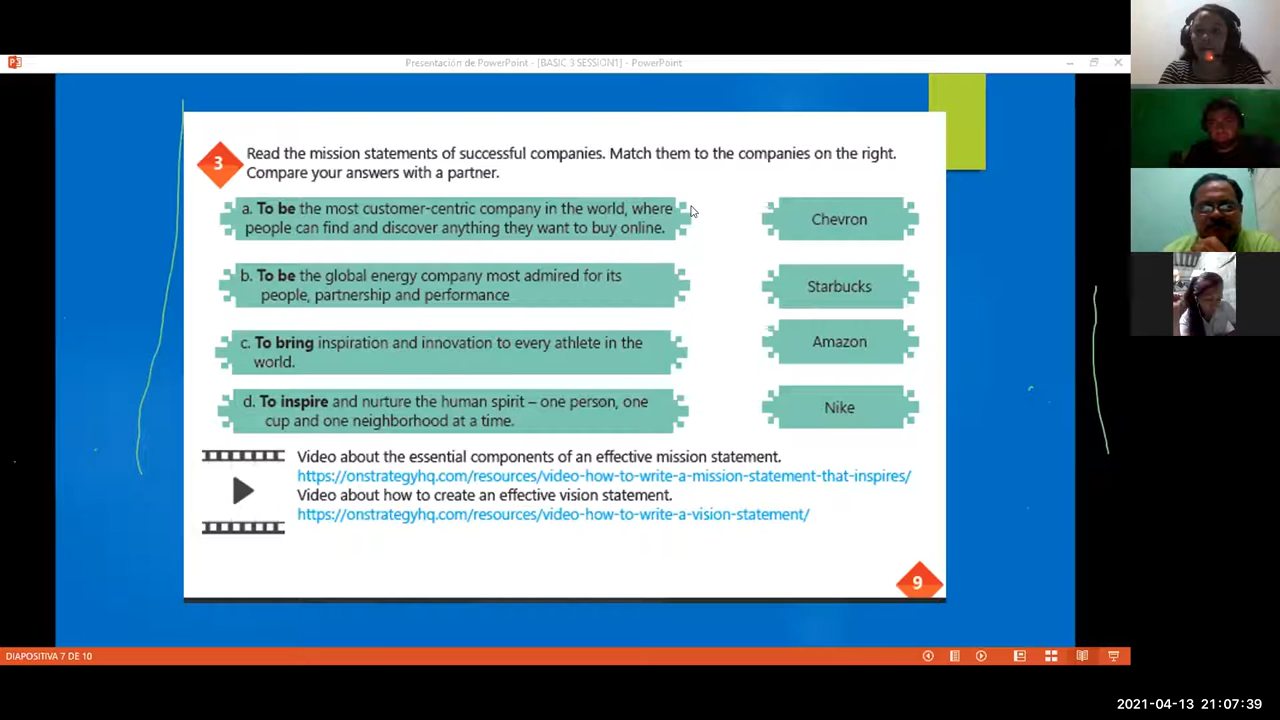 Presentación de PowerPoint - [BASIC 3 SESSION1] - PowerPoint
3
Read the mission statements of successful companies. Match them to the companies on the right.
Compare your answers with a partner.
a. To be the most customer-centric company in the world, where
people can find and discover anything they want to buy online.
Chevron
b. To be the global energy company most admired for its
people, partnership and performance
Starbucks
c. To bring inspiration and innovation to every athlete in the
world.
Amazon
d. To inspire and nurture the human spirit – one person, one
cup and one neighborhood at a time.
Nike
Video about the essential components of an effective mission statement.
https://onstrategyhq.com/resources/video-how-to-write-a-mission-statement-that-inspires/
Video about how to create an effective vision statement.
https://onstrategyhq.com/resources/video-how-to-write-a-vision-statement/
9
DIAPOSITIVA 7 DE 10
2021-04-13 21:07:39